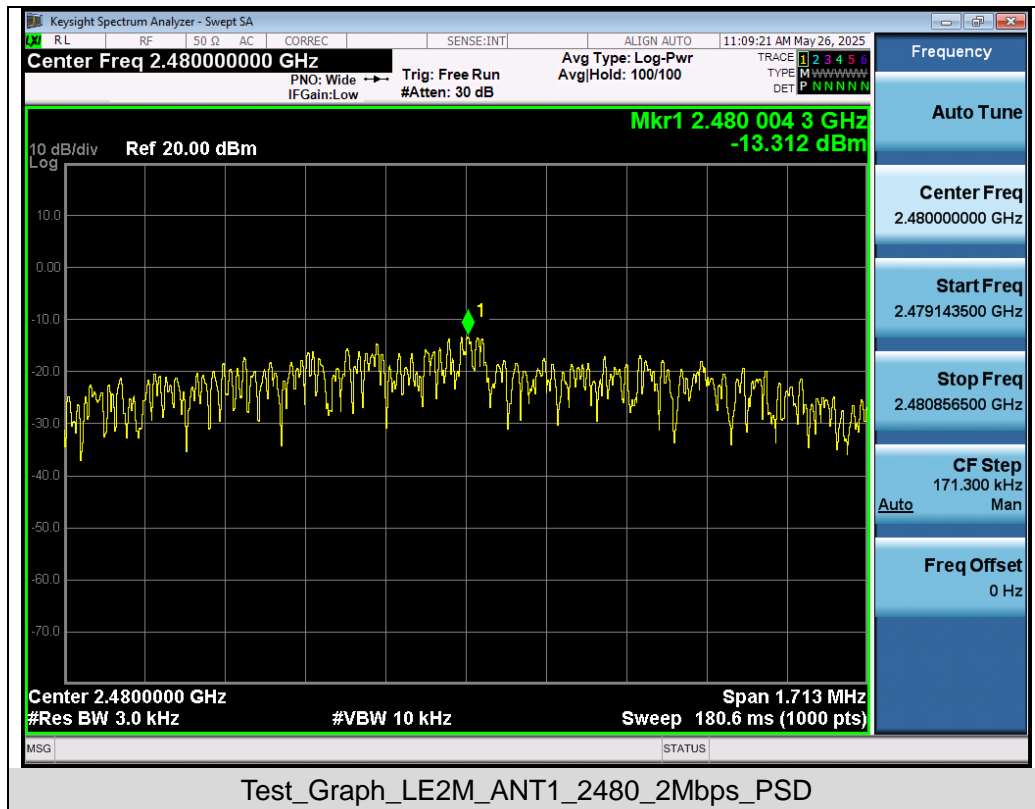 Keysight Spectrum Analyzer - Swept SA
LXI RL RF 50 Ω AC CORREC SENSE:INT ALIGN AUTO 11:09:21 AM May 26, 2025
Center Freq 2.480000000 GHz
PNO: Wide
IFGain:Low
Trig: Free Run
#Atten: 30 dB
Avg Type: Log-Pwr
Avg|Hold: 100/100
TRACE 1 2 3 4 5 6
TYPE M WWWWW
DET P N N N N N
Mkr1 2.480 004 3 GHz
-13.312 dBm
10 dB/div Ref 20.00 dBm
Log
10.0
0.00
-10.0
-20.0
-30.0
-40.0
-50.0
-60.0
-70.0
1
Center 2.4800000 GHz Span 1.713 MHz
#Res BW 3.0 kHz #VBW 10 kHz Sweep 180.6 ms (1000 pts)
MSG STATUS
Frequency
Auto Tune
Center Freq
2.480000000 GHz
Start Freq
2.479143500 GHz
Stop Freq
2.480856500 GHz
CF Step
171.300 kHz
Auto Man
Freq Offset
0 Hz
Test_Graph_LE2M_ANT1_2480_2Mbps_PSD